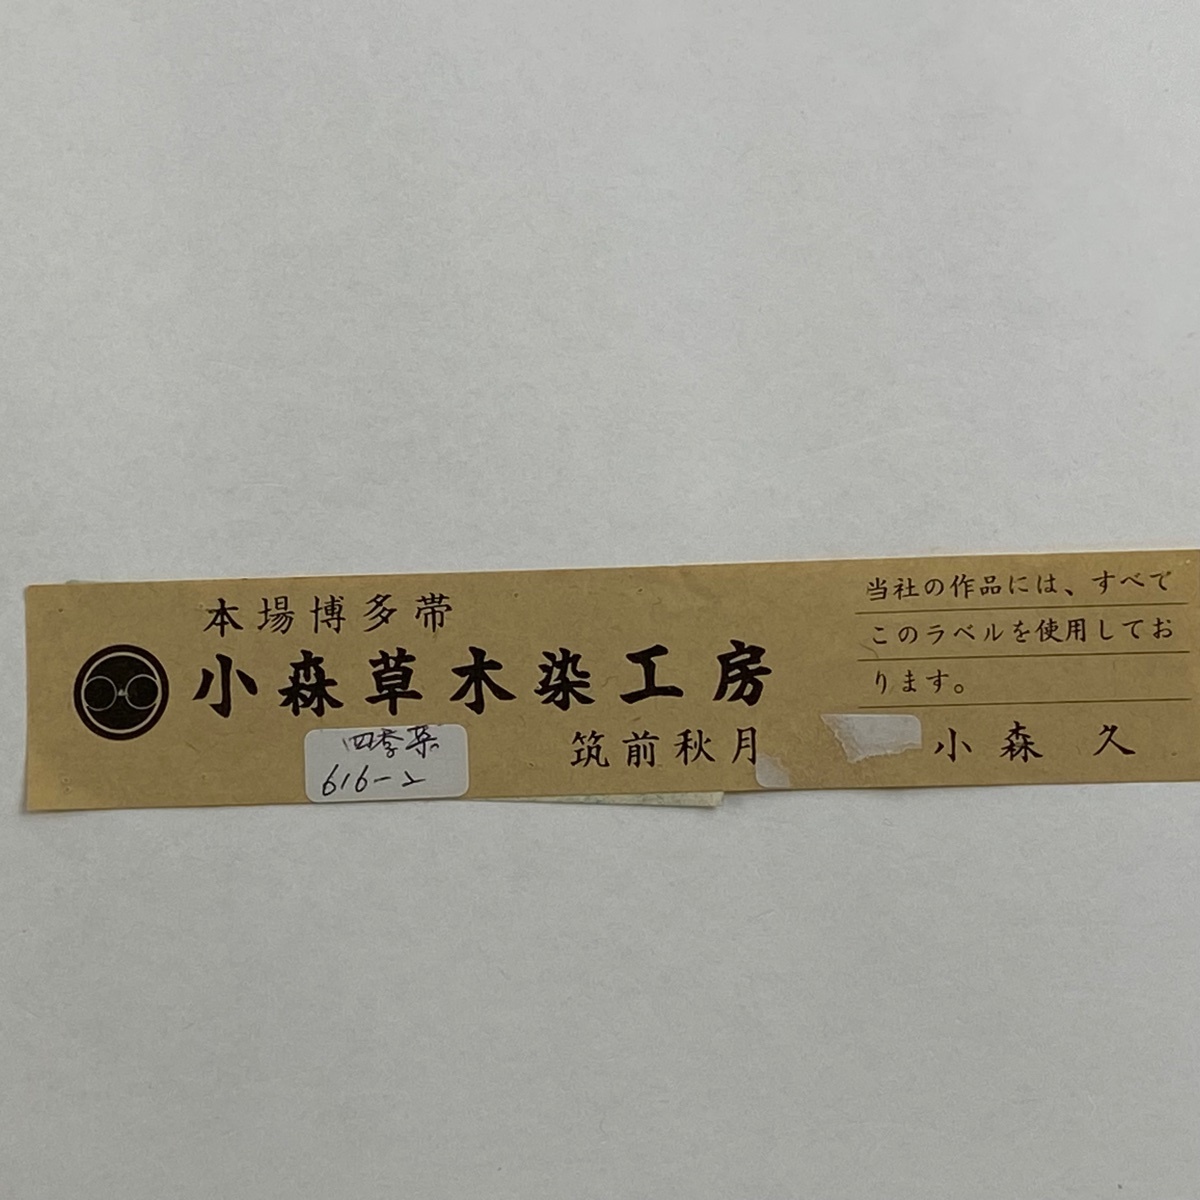 本場博多帯
小森草木染工房
筑前秋月
四季菜
616-2
当社の作品には、すべで
このラベルを使用してお
ります。
小森 久